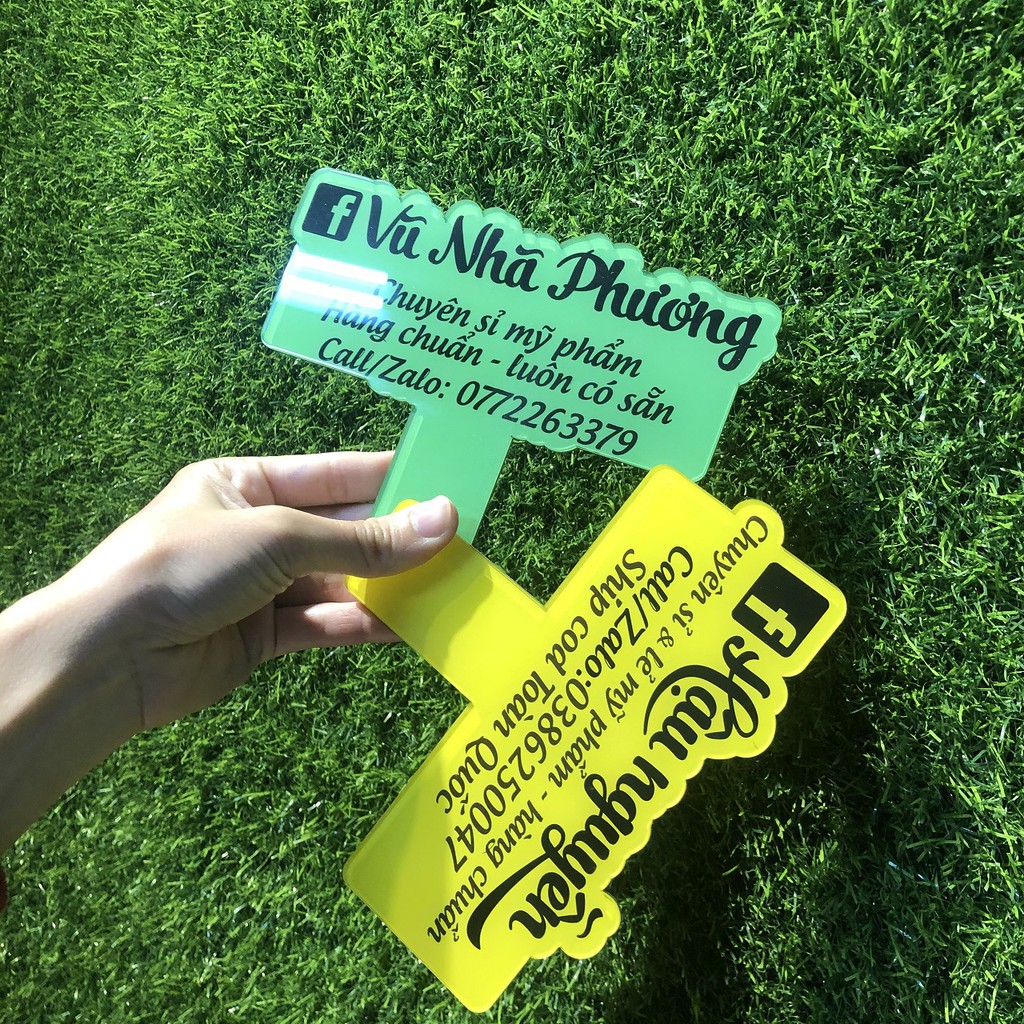 f Vũ Nhã Phương
Chuyên sỉ mỹ phẩm
Hàng chuẩn - luôn có sẵn
Call/Zalo: 0772263379
f Hậu nguyễn
Chuyên sỉ & lẻ mỹ phẩm - hàng chuẩn
Call/Zalo:0386250047
Ship cod Toàn Quốc